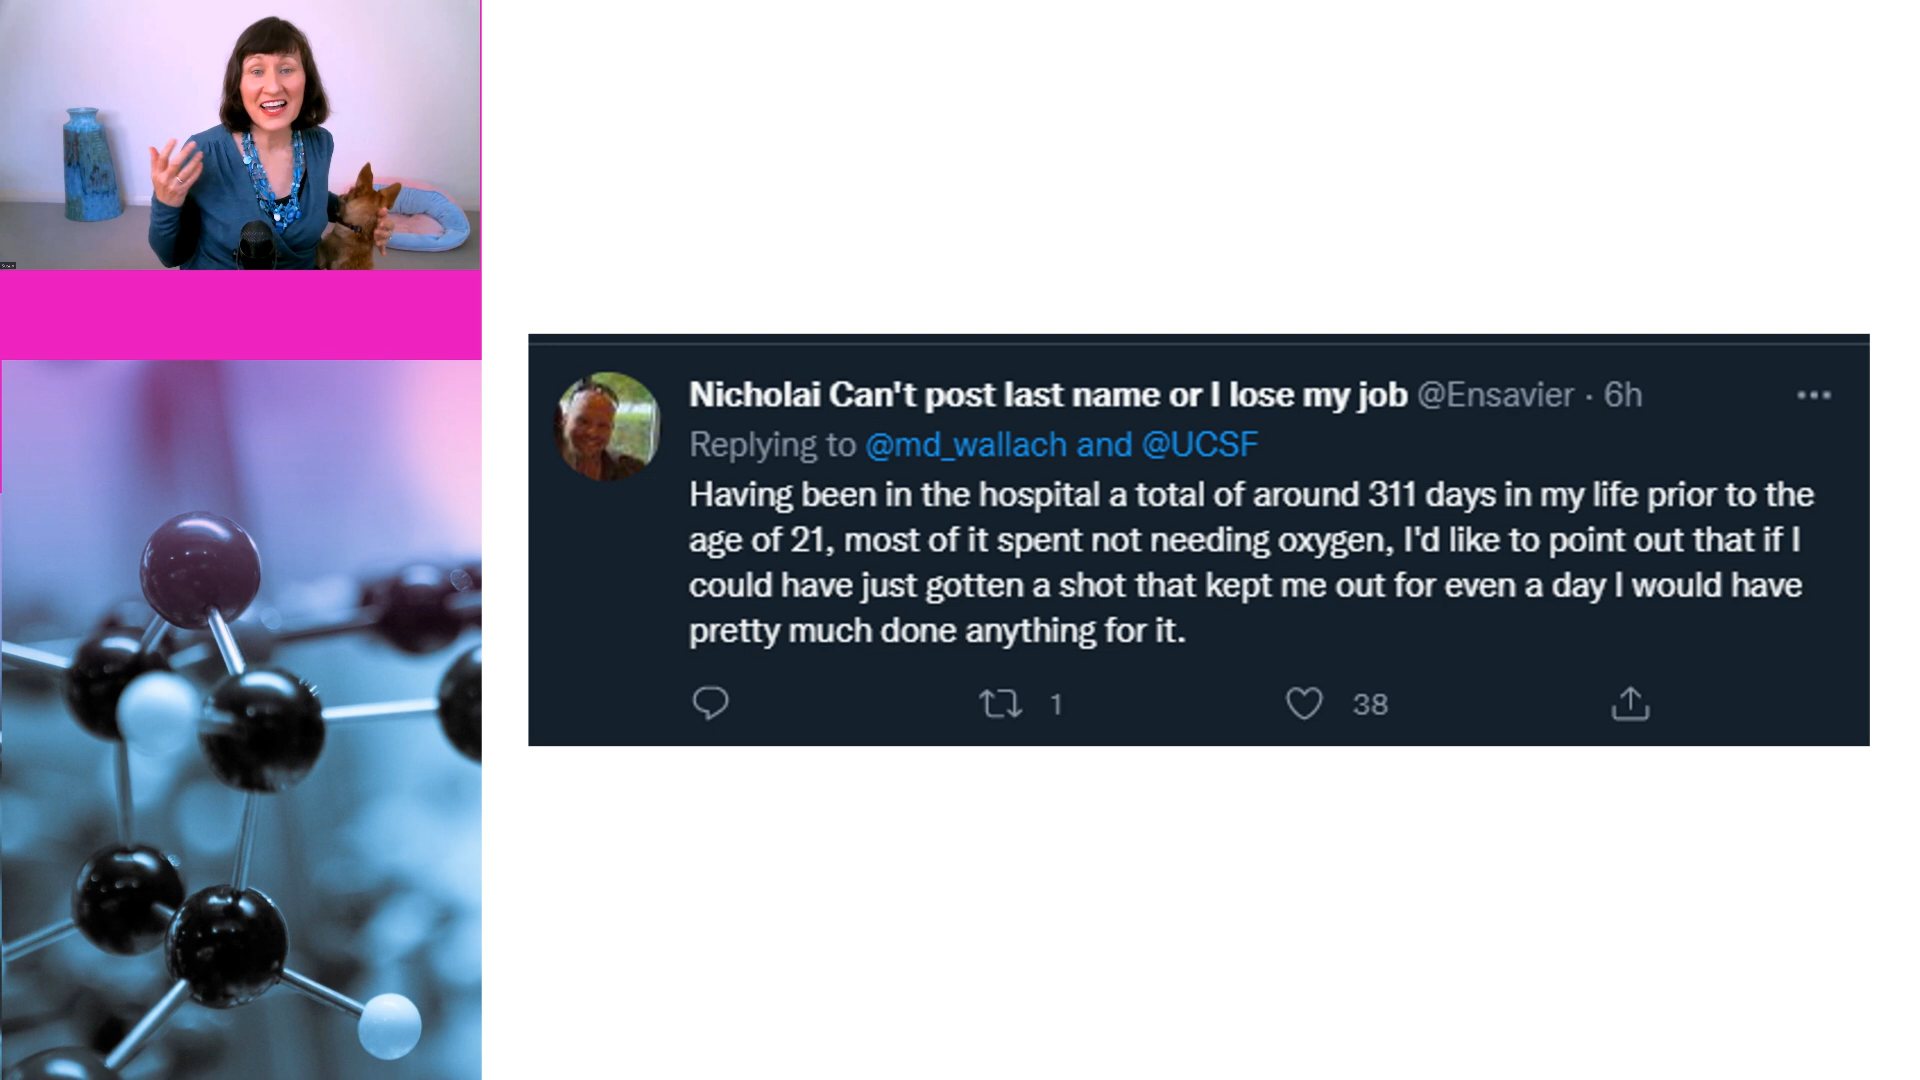 Nicholai Can't post last name or I lose my job @Ensavier · 6h
Replying to @md_wallach and @UCSF
Having been in the hospital a total of around 311 days in my life prior to the
age of 21, most of it spent not needing oxygen, I'd like to point out that if I
could have just gotten a shot that kept me out for even a day I would have
pretty much done anything for it.
1 38